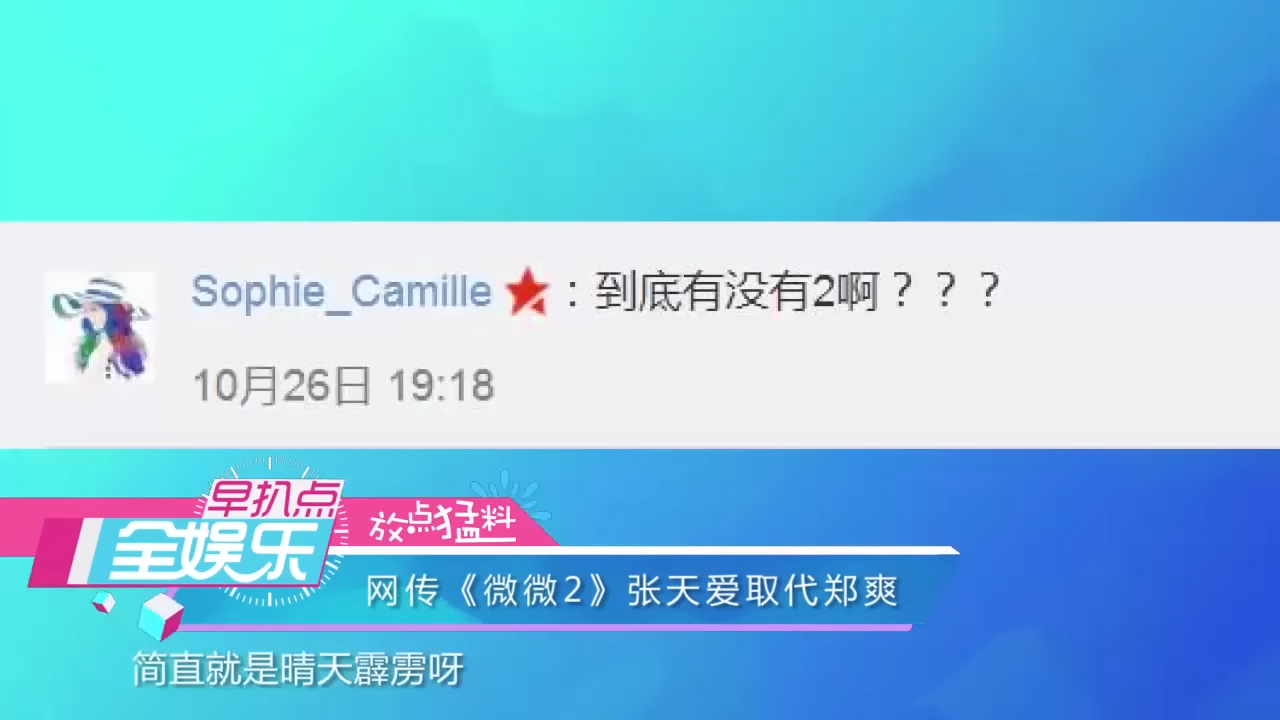 Sophie_Camille：到底有没有2啊？？？
10月26日 19:18
早扒点
全娱乐
放点猛料
网传《微微2》张天爱取代郑爽
简直就是晴天霹雳呀